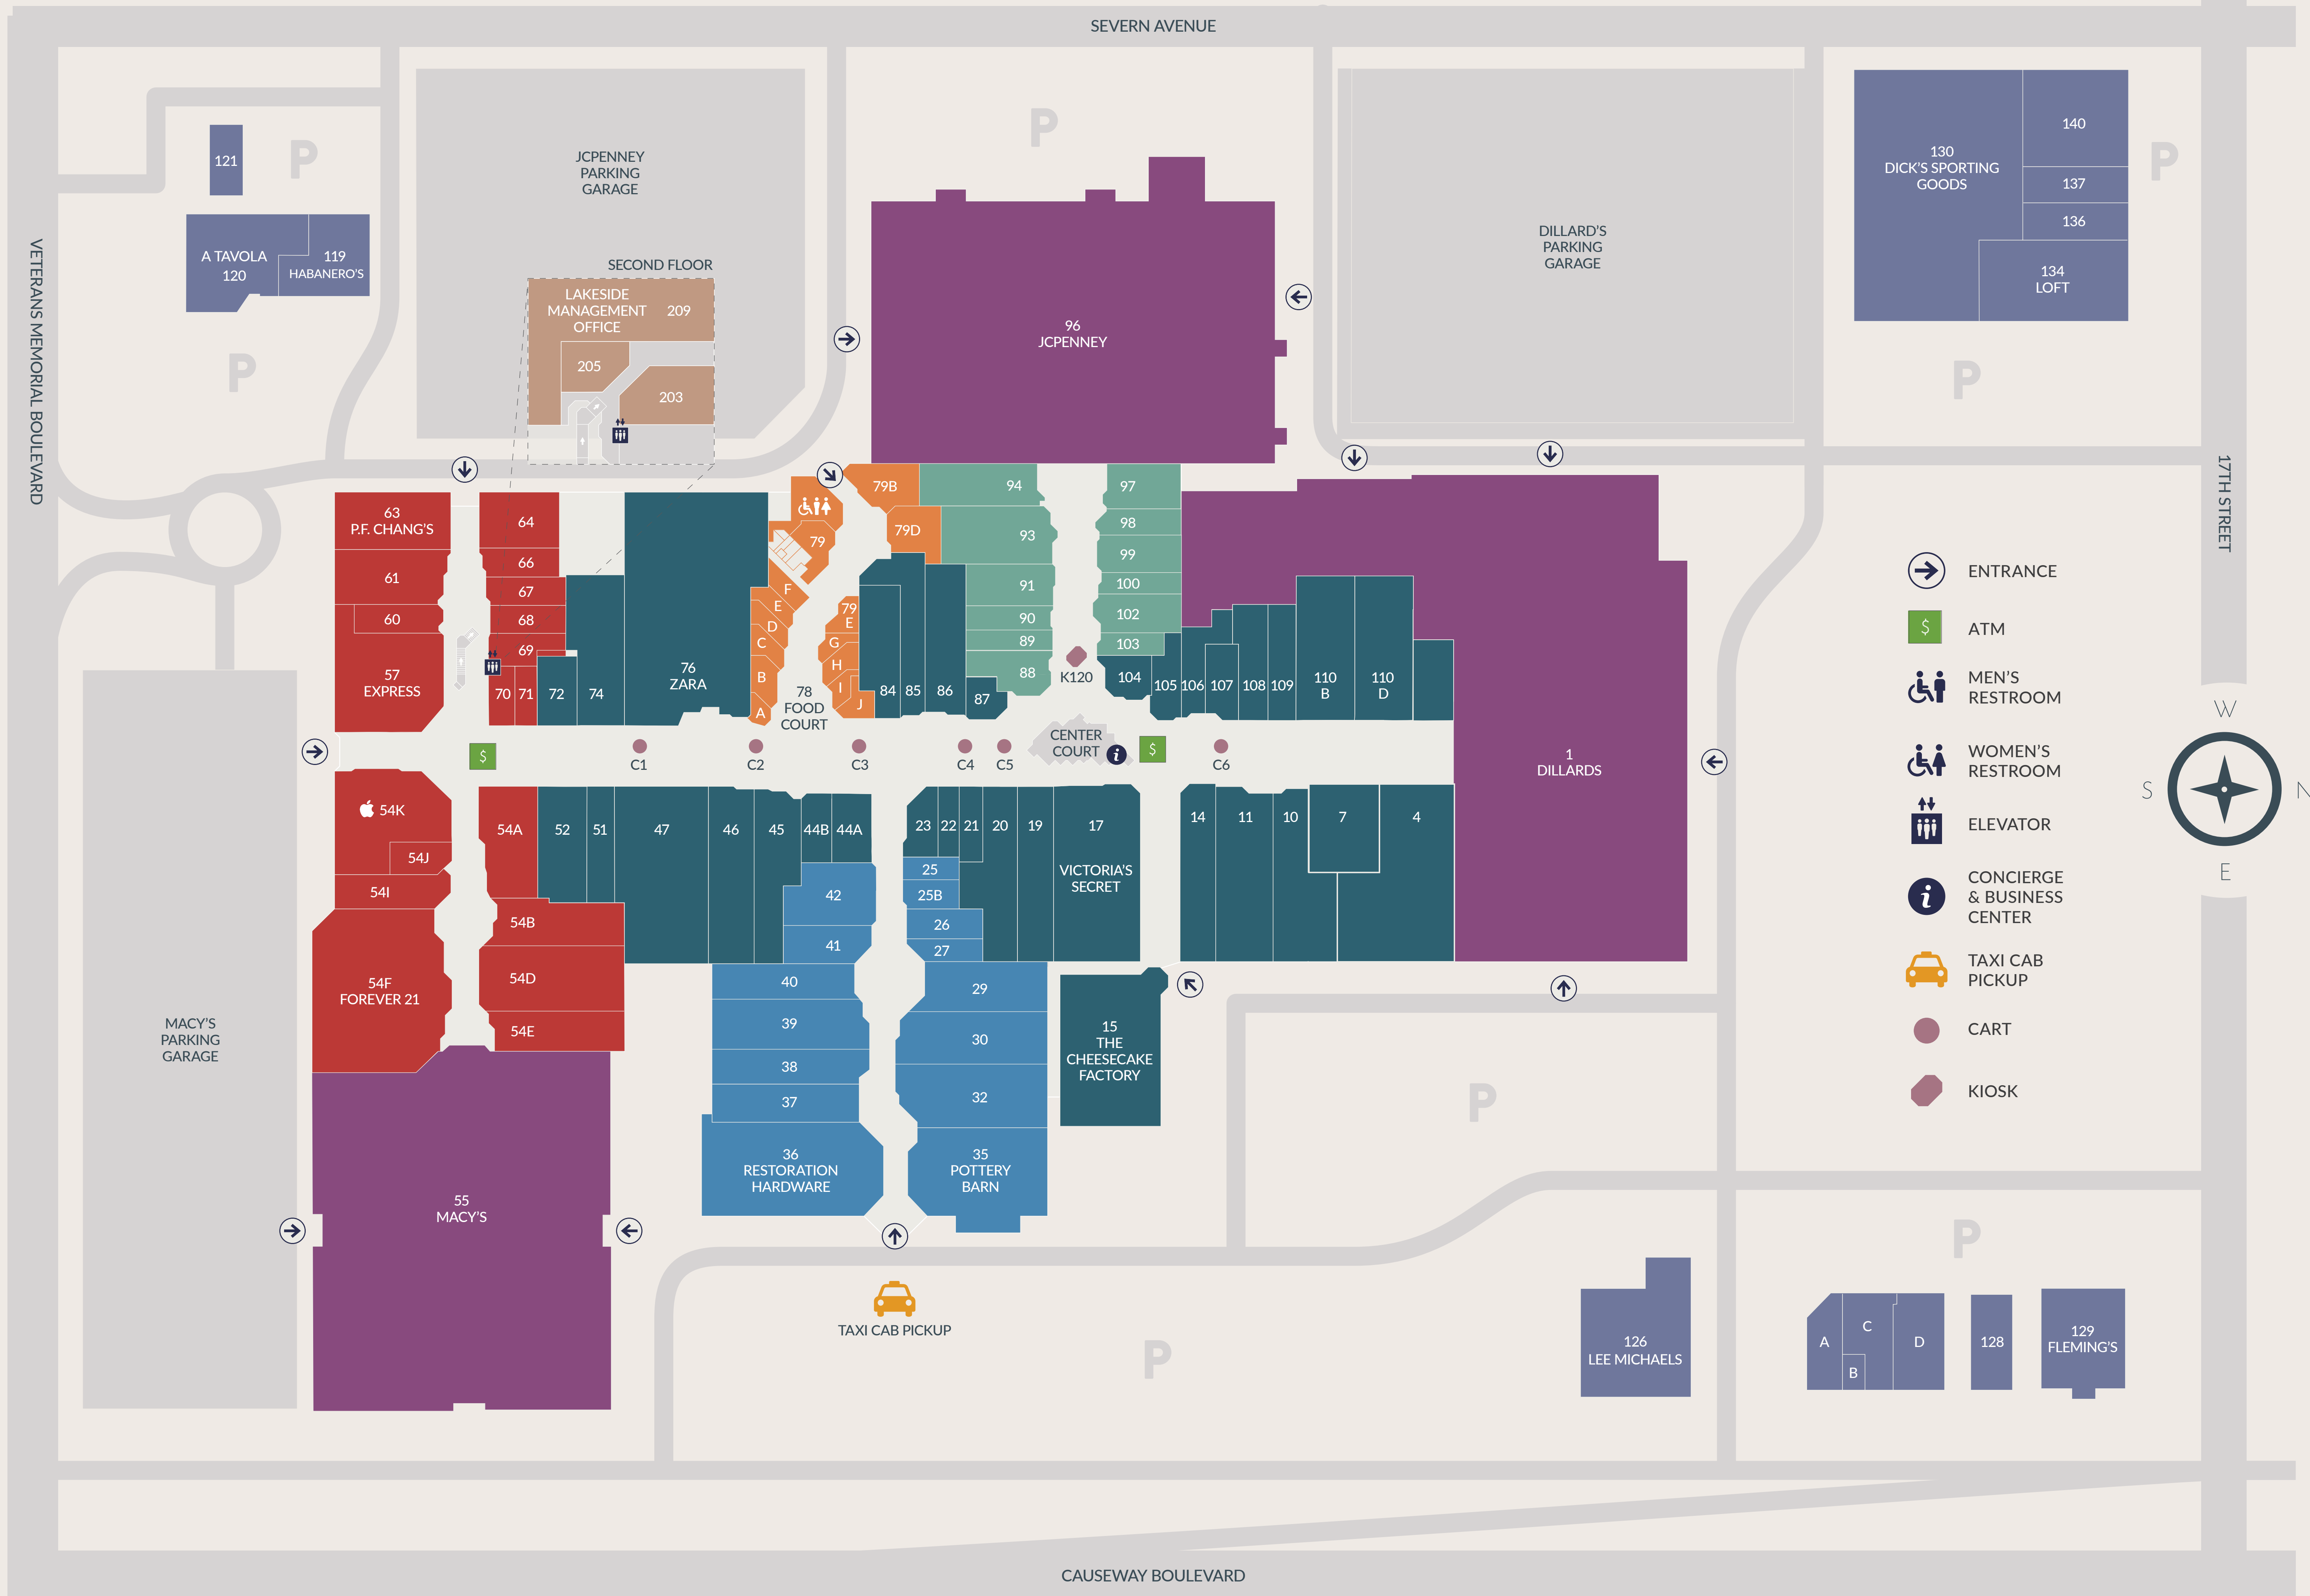 SEVERN AVENUE
VETERANS MEMORIAL BOULEVARD
17TH STREET
CAUSEWAY BOULEVARD
121
P
A TAVOLA
120
119
HABANERO'S
P
JCPENNEY
PARKING
GARAGE
SECOND FLOOR
LAKESIDE
MANAGEMENT
OFFICE
209
205
203
P
96
JCPENNEY
DILLARD'S
PARKING
GARAGE
130
DICK'S SPORTING
GOODS
140
137
136
134
LOFT
P
P
63
P.F. CHANG'S
61
60
57
EXPRESS
64
66
67
68
69
70
71
72
74
76
ZARA
79
F
E
D
C
B
A
78
FOOD
COURT
79B
79D
79
E
G
H
I
J
84
85
86
87
94
93
91
90
89
88
97
98
99
100
102
103
K120
104
105
106
107
108
109
110
B
110
D
1
DILLARDS
$
C1
C2
C3
C4
C5
CENTER
COURT
i
$
C6
54K
54J
54I
54F
FOREVER 21
54A
54B
54D
54E
52
51
47
46
45
44B
44A
42
41
40
39
38
37
36
RESTORATION
HARDWARE
23
22
21
20
19
17
VICTORIA'S
SECRET
25
25B
26
27
29
30
32
35
POTTERY
BARN
14
11
10
7
4
15
THE
CHEESECAKE
FACTORY
MACY'S
PARKING
GARAGE
55
MACY'S
TAXI CAB PICKUP
P
P
P
126
LEE MICHAELS
A
C
B
D
128
129
FLEMING'S
ENTRANCE
$
ATM
MEN'S
RESTROOM
WOMEN'S
RESTROOM
ELEVATOR
i
CONCIERGE
& BUSINESS
CENTER
TAXI CAB
PICKUP
CART
KIOSK
W
S
N
E